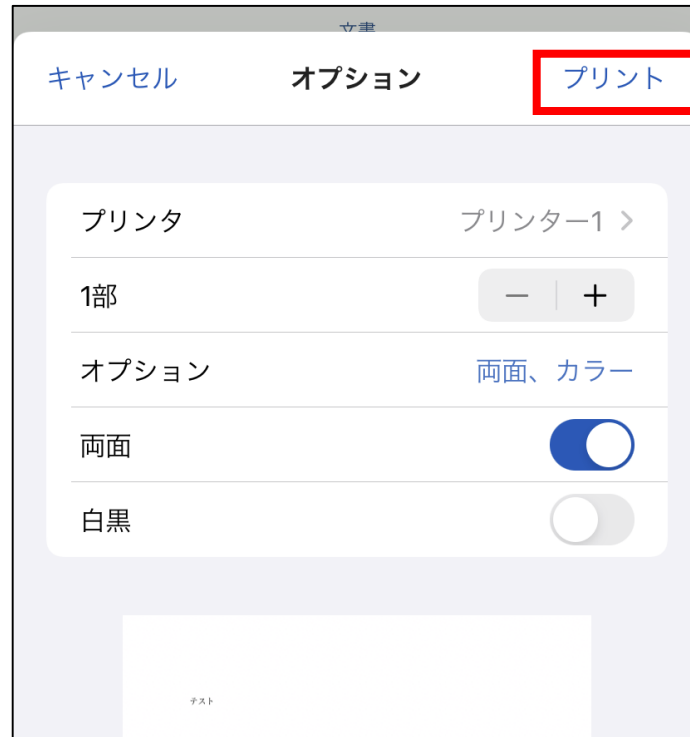 文書
キャンセル オプション プリント
プリンタ プリンター1 >
1部 − +
オプション 両面、カラー
両面
白黒
テスト